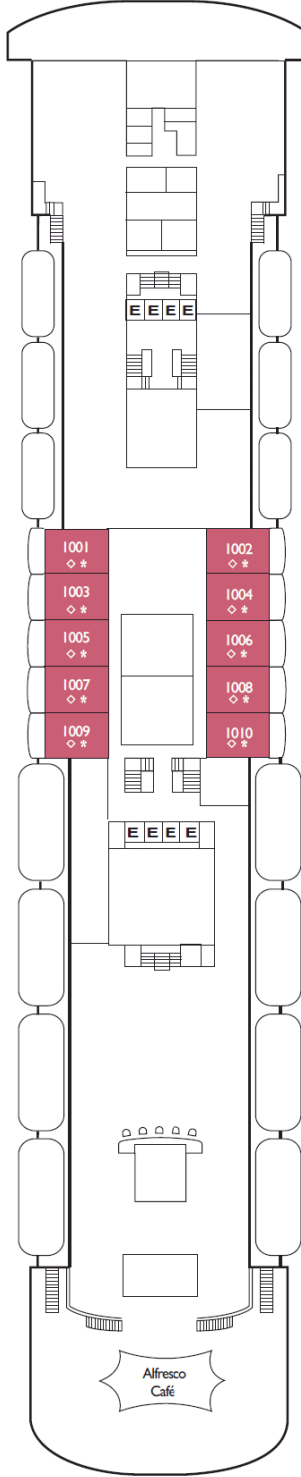 E E E E
1001 1002
◇ * ◇ *
1003 1004
◇ * ◇ *
1005 1006
◇ * ◇ *
1007 1008
◇ * ◇ *
1009 1010
◇ * ◇ *
E E E E
Alfresco
Café